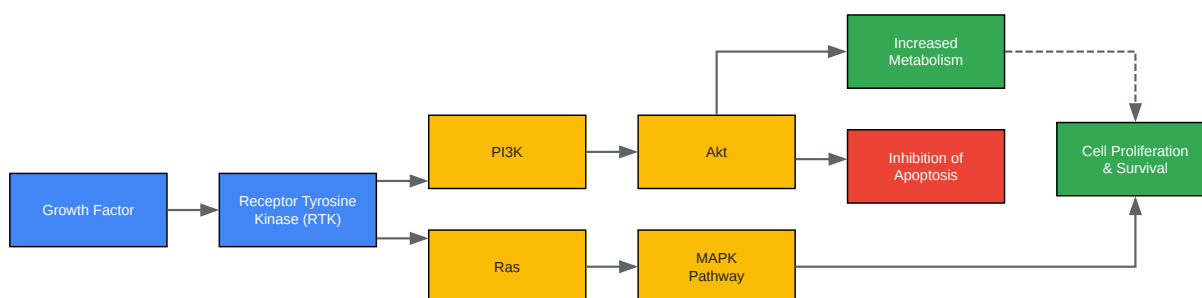 Increased
Metabolism
PI3K
Akt
Inhibition of
Apoptosis
Cell Proliferation
& Survival
Growth Factor
Receptor Tyrosine
Kinase (RTK)
Ras
MAPK
Pathway